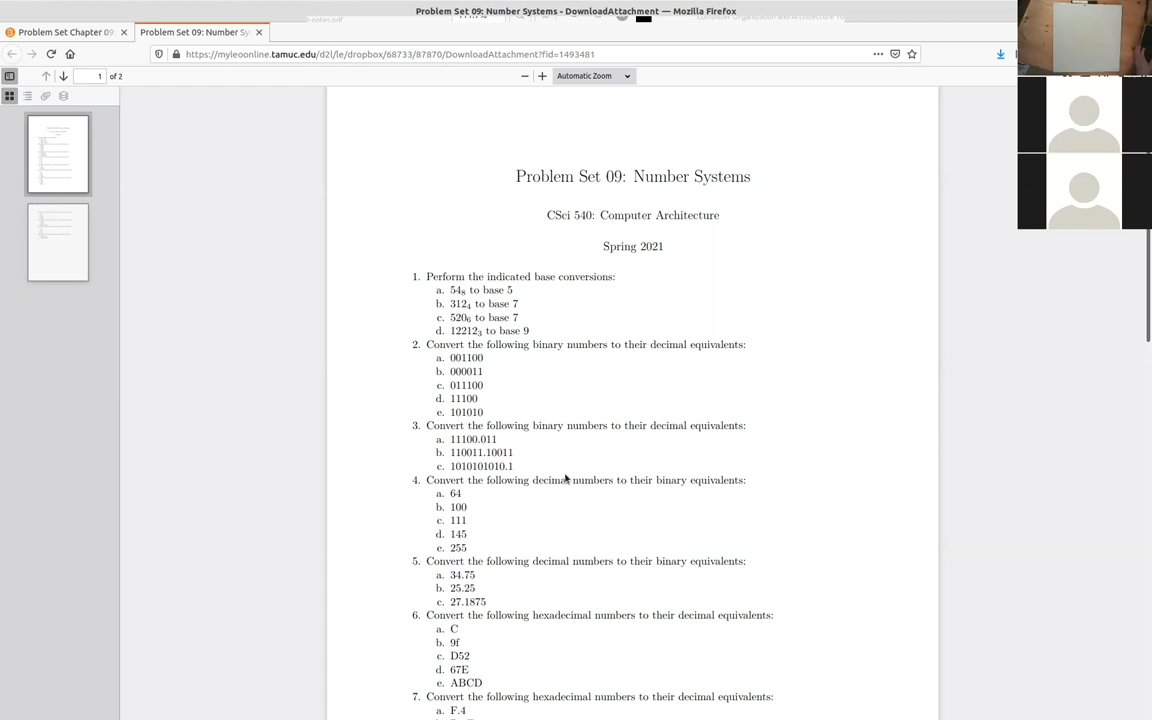 Problem Set 09: Number Systems - DownloadAttachment — Mozilla Firefox
Problem Set Chapter 09
Problem Set 09: Number Sy
https://myleoonline.tamuc.edu/d2l/le/dropbox/68733/87870/DownloadAttachment?fid=1493481
1 of 2
Automatic Zoom
Problem Set 09: Number Systems
CSci 540: Computer Architecture
Spring 2021
1. Perform the indicated base conversions:
a. 54₈ to base 5
b. 312₄ to base 7
c. 520₆ to base 7
d. 12212₃ to base 9
2. Convert the following binary numbers to their decimal equivalents:
a. 001100
b. 000011
c. 011100
d. 11100
e. 101010
3. Convert the following binary numbers to their decimal equivalents:
a. 11100.011
b. 110011.10011
c. 1010101010.1
4. Convert the following decimal numbers to their binary equivalents:
a. 64
b. 100
c. 111
d. 145
e. 255
5. Convert the following decimal numbers to their binary equivalents:
a. 34.75
b. 25.25
c. 27.1875
6. Convert the following hexadecimal numbers to their decimal equivalents:
a. C
b. 9f
c. D52
d. 67E
e. ABCD
7. Convert the following hexadecimal numbers to their decimal equivalents:
a. F.4